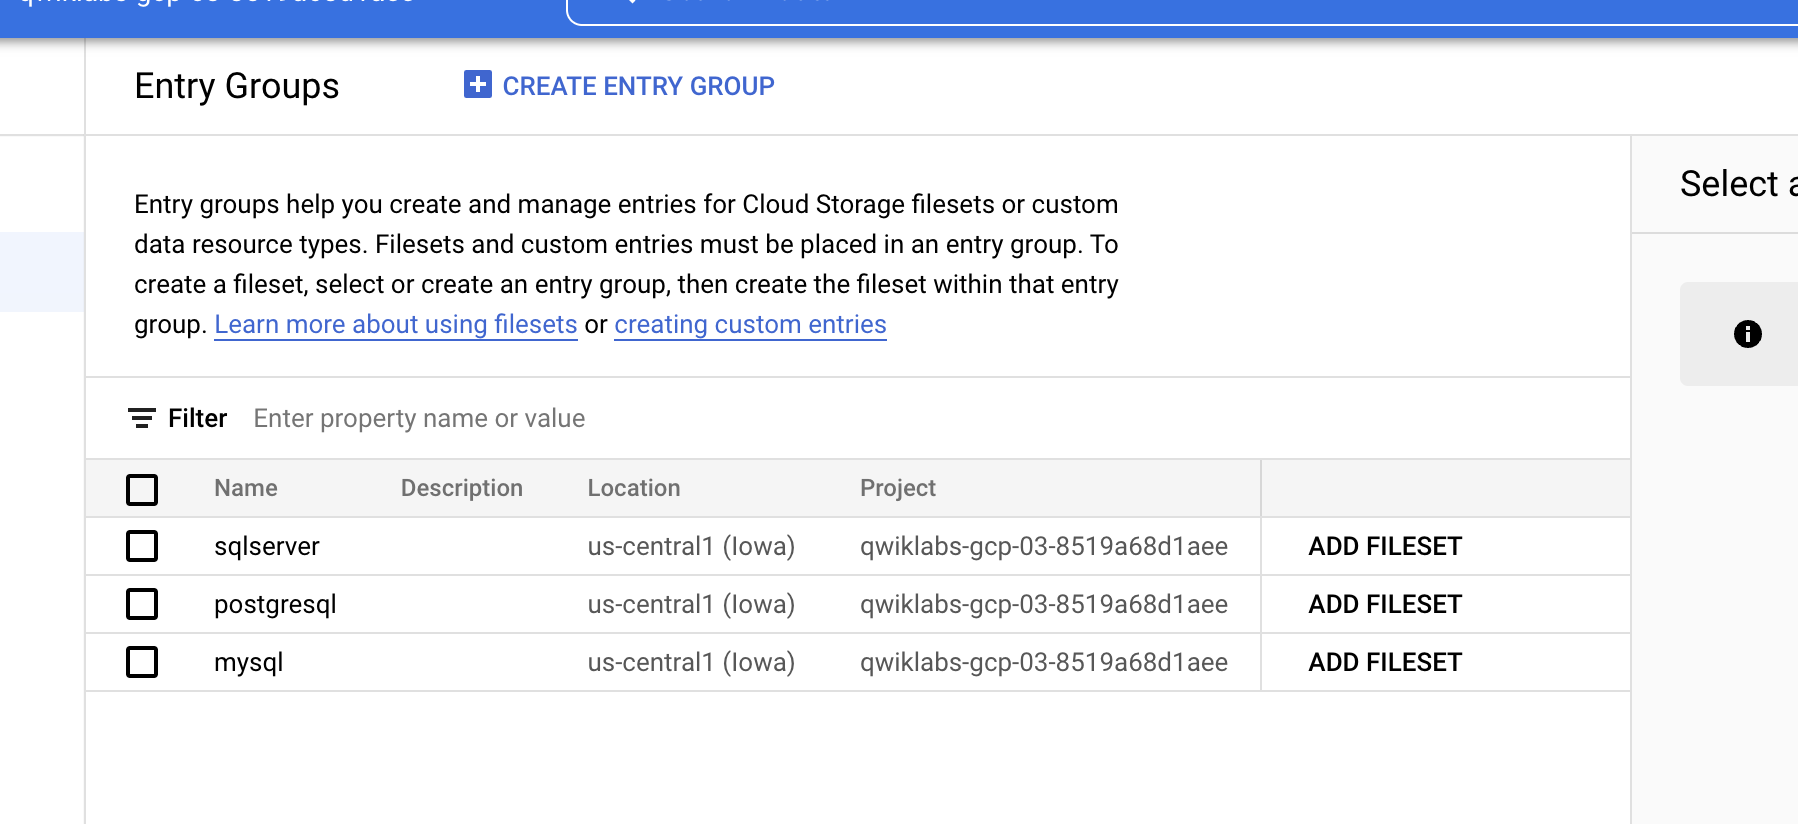 Entry Groups
CREATE ENTRY GROUP
Entry groups help you create and manage entries for Cloud Storage filesets or custom
data resource types. Filesets and custom entries must be placed in an entry group. To
create a fileset, select or create an entry group, then create the fileset within that entry
group. Learn more about using filesets or creating custom entries
Select a
Filter Enter property name or value
Name Description Location Project
sqlserver us-central1 (Iowa) qwiklabs-gcp-03-8519a68d1aee ADD FILESET
postgresql us-central1 (Iowa) qwiklabs-gcp-03-8519a68d1aee ADD FILESET
mysql us-central1 (Iowa) qwiklabs-gcp-03-8519a68d1aee ADD FILESET